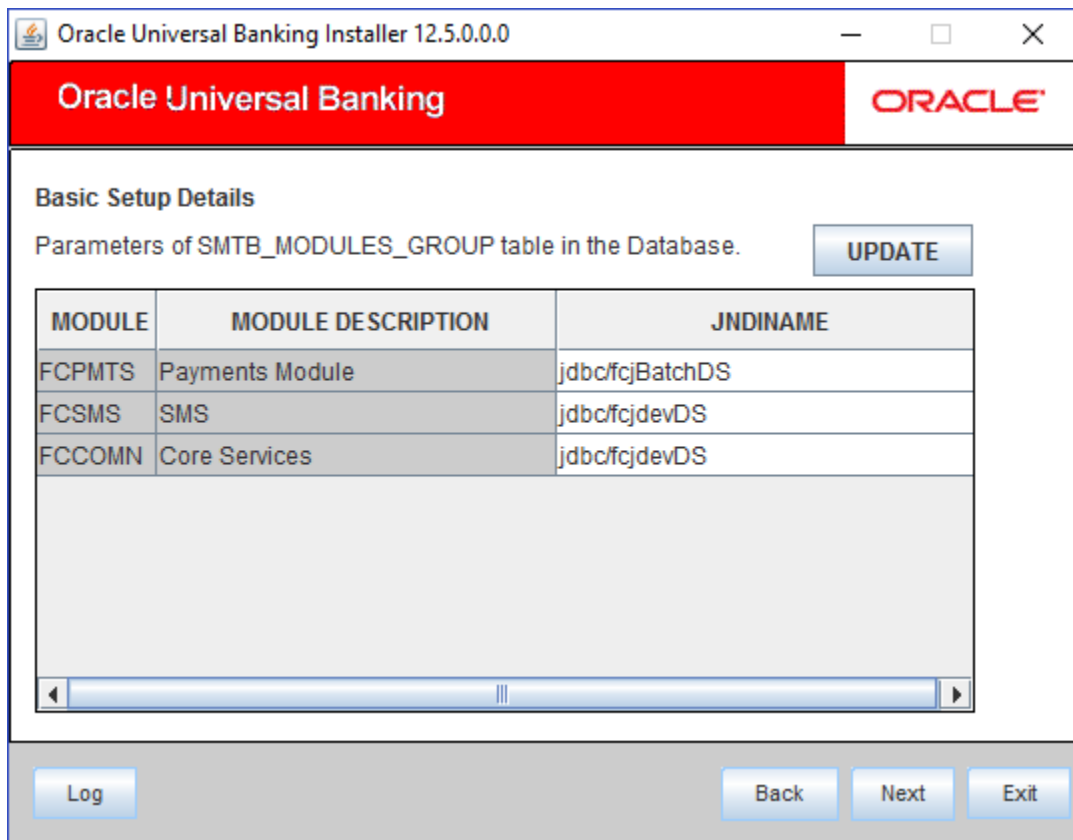 Oracle Universal Banking Installer 12.5.0.0.0
Oracle Universal Banking
ORACLE
Basic Setup Details
Parameters of SMTB_MODULES_GROUP table in the Database.
UPDATE
MODULE MODULE DESCRIPTION JNDINAME
FCPMTS Payments Module jdbc/fcjBatchDS
FCSMS SMS jdbc/fcjdevDS
FCCOMN Core Services jdbc/fcjdevDS
Log Back Next Exit